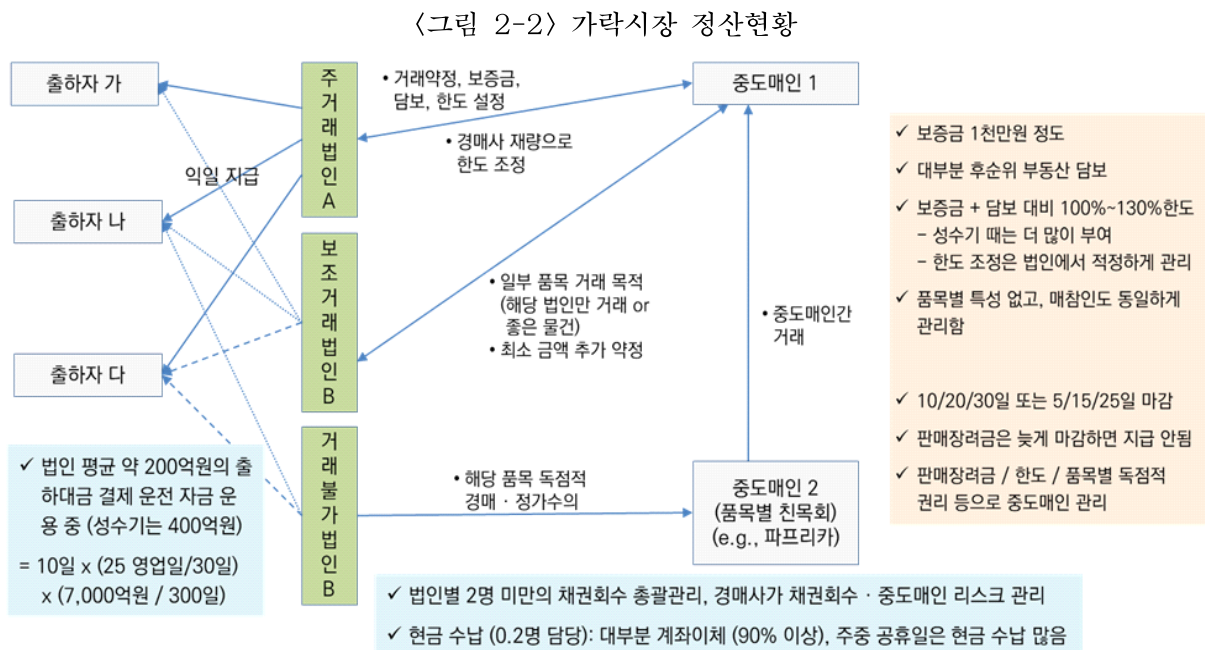 <그림 2-2> 가락시장 정산현황
출하자 가
출하자 나
출하자 다
익일 지급
주거래법인A
보조거래법인B
거래불가법인B
• 거래약정, 보증금,
담보, 한도 설정
• 경매사 재량으로
한도 조정
• 일부 품목 거래 목적
(해당 법인만 거래 or
좋은 물건)
• 최소 금액 추가 약정
• 해당 품목 독점적
경매 · 정가수의
중도매인 1
• 중도매인간
거래
중도매인 2
(품목별 친목회)
(e.g., 파프리카)
✓ 보증금 1천만원 정도
✓ 대부분 후순위 부동산 담보
✓ 보증금 + 담보 대비 100%~130%한도
– 성수기 때는 더 많이 부여
– 한도 조정은 법인에서 적정하게 관리
✓ 품목별 특성 없고, 매참인도 동일하게
관리함
✓ 10/20/30일 또는 5/15/25일 마감
✓ 판매장려금은 늦게 마감하면 지급 안됨
✓ 판매장려금 / 한도 / 품목별 독점적
권리 등으로 중도매인 관리
✓ 법인 평균 약 200억원의 출
하대금 결제 운전 자금 운
용 중 (성수기는 400억원)
= 10일 x (25 영업일/30일)
x (7,000억원 / 300일)
✓ 법인별 2명 미만의 채권회수 총괄관리, 경매사가 채권회수 · 중도매인 리스크 관리
✓ 현금 수납 (0.2명 담당): 대부분 계좌이체 (90% 이상), 주중 공휴일은 현금 수납 많음